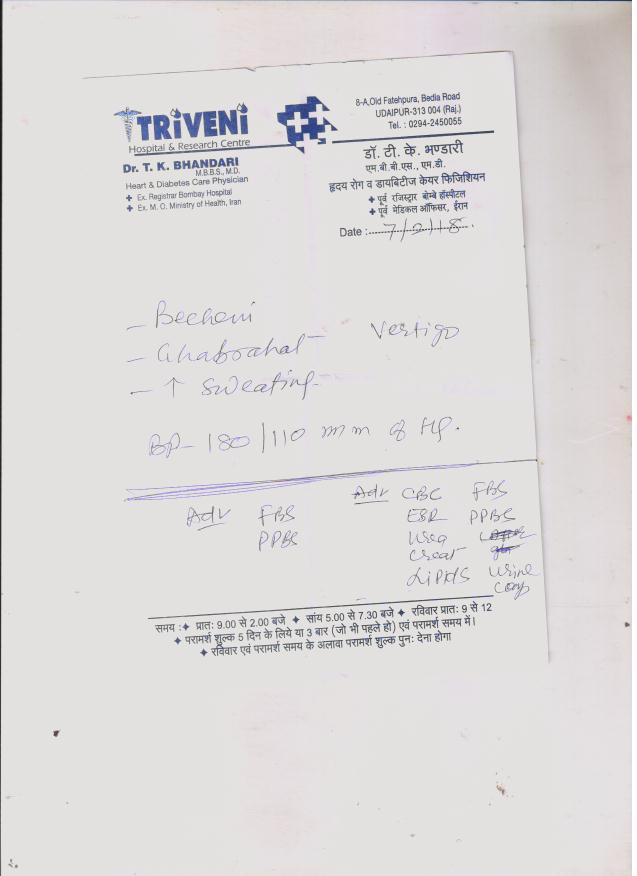 TRiVENi
Hospital & Research Centre
Dr. T. K. BHANDARI
M.B.B.S., M.D.
Heart & Diabetes Care Physician
✚ Ex. Registrar Bombay Hospital
✚ Ex. M. O. Ministry of Health, Iran
8-A,Old Fatehpura, Bedla Road
UDAIPUR-313 004 (Raj.)
Tel. : 0294-2450055
डॉ. टी. के. भण्डारी
एम.बी.बी.एस., एम.डी.
हृदय रोग व डायबिटीज केयर फिजिशियन
✚ पूर्व रजिस्ट्रार बोम्बे हॉस्पीटल
✚ पूर्व मेडिकल ऑफिसर, ईरान
Date : 7/2/18
- Becheni
- Ghabrahat
- ↑ Sweating
Vertigo
BP - 180/110 mm of Hg.
Adv FBS
PPBS
Adv CBC FBS
ESR PPBS
Urea
Creat
Lipids Urine
Comp
समय : ✦ प्रातः 9.00 से 2.00 बजे ✦ सांय 5.00 से 7.30 बजे ✦ रविवार प्रातः 9 से 12
✦ परामर्श शुल्क 5 दिन के लिये या 3 बार (जो भी पहले हो) एवं परामर्श समय में।
✦ रविवार एवं परामर्श समय के अलावा परामर्श शुल्क पुनः देना होगा